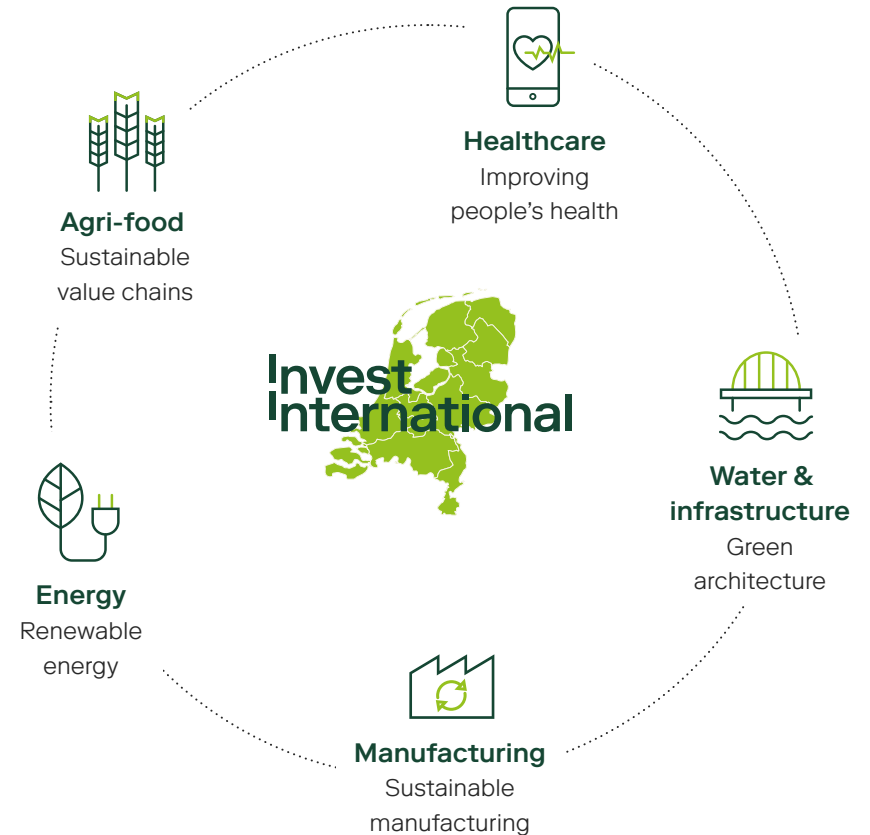 Healthcare
Improving
people's health
Agri-food
Sustainable
value chains
Invest
International
Water &
infrastructure
Green
architecture
Energy
Renewable
energy
Manufacturing
Sustainable
manufacturing